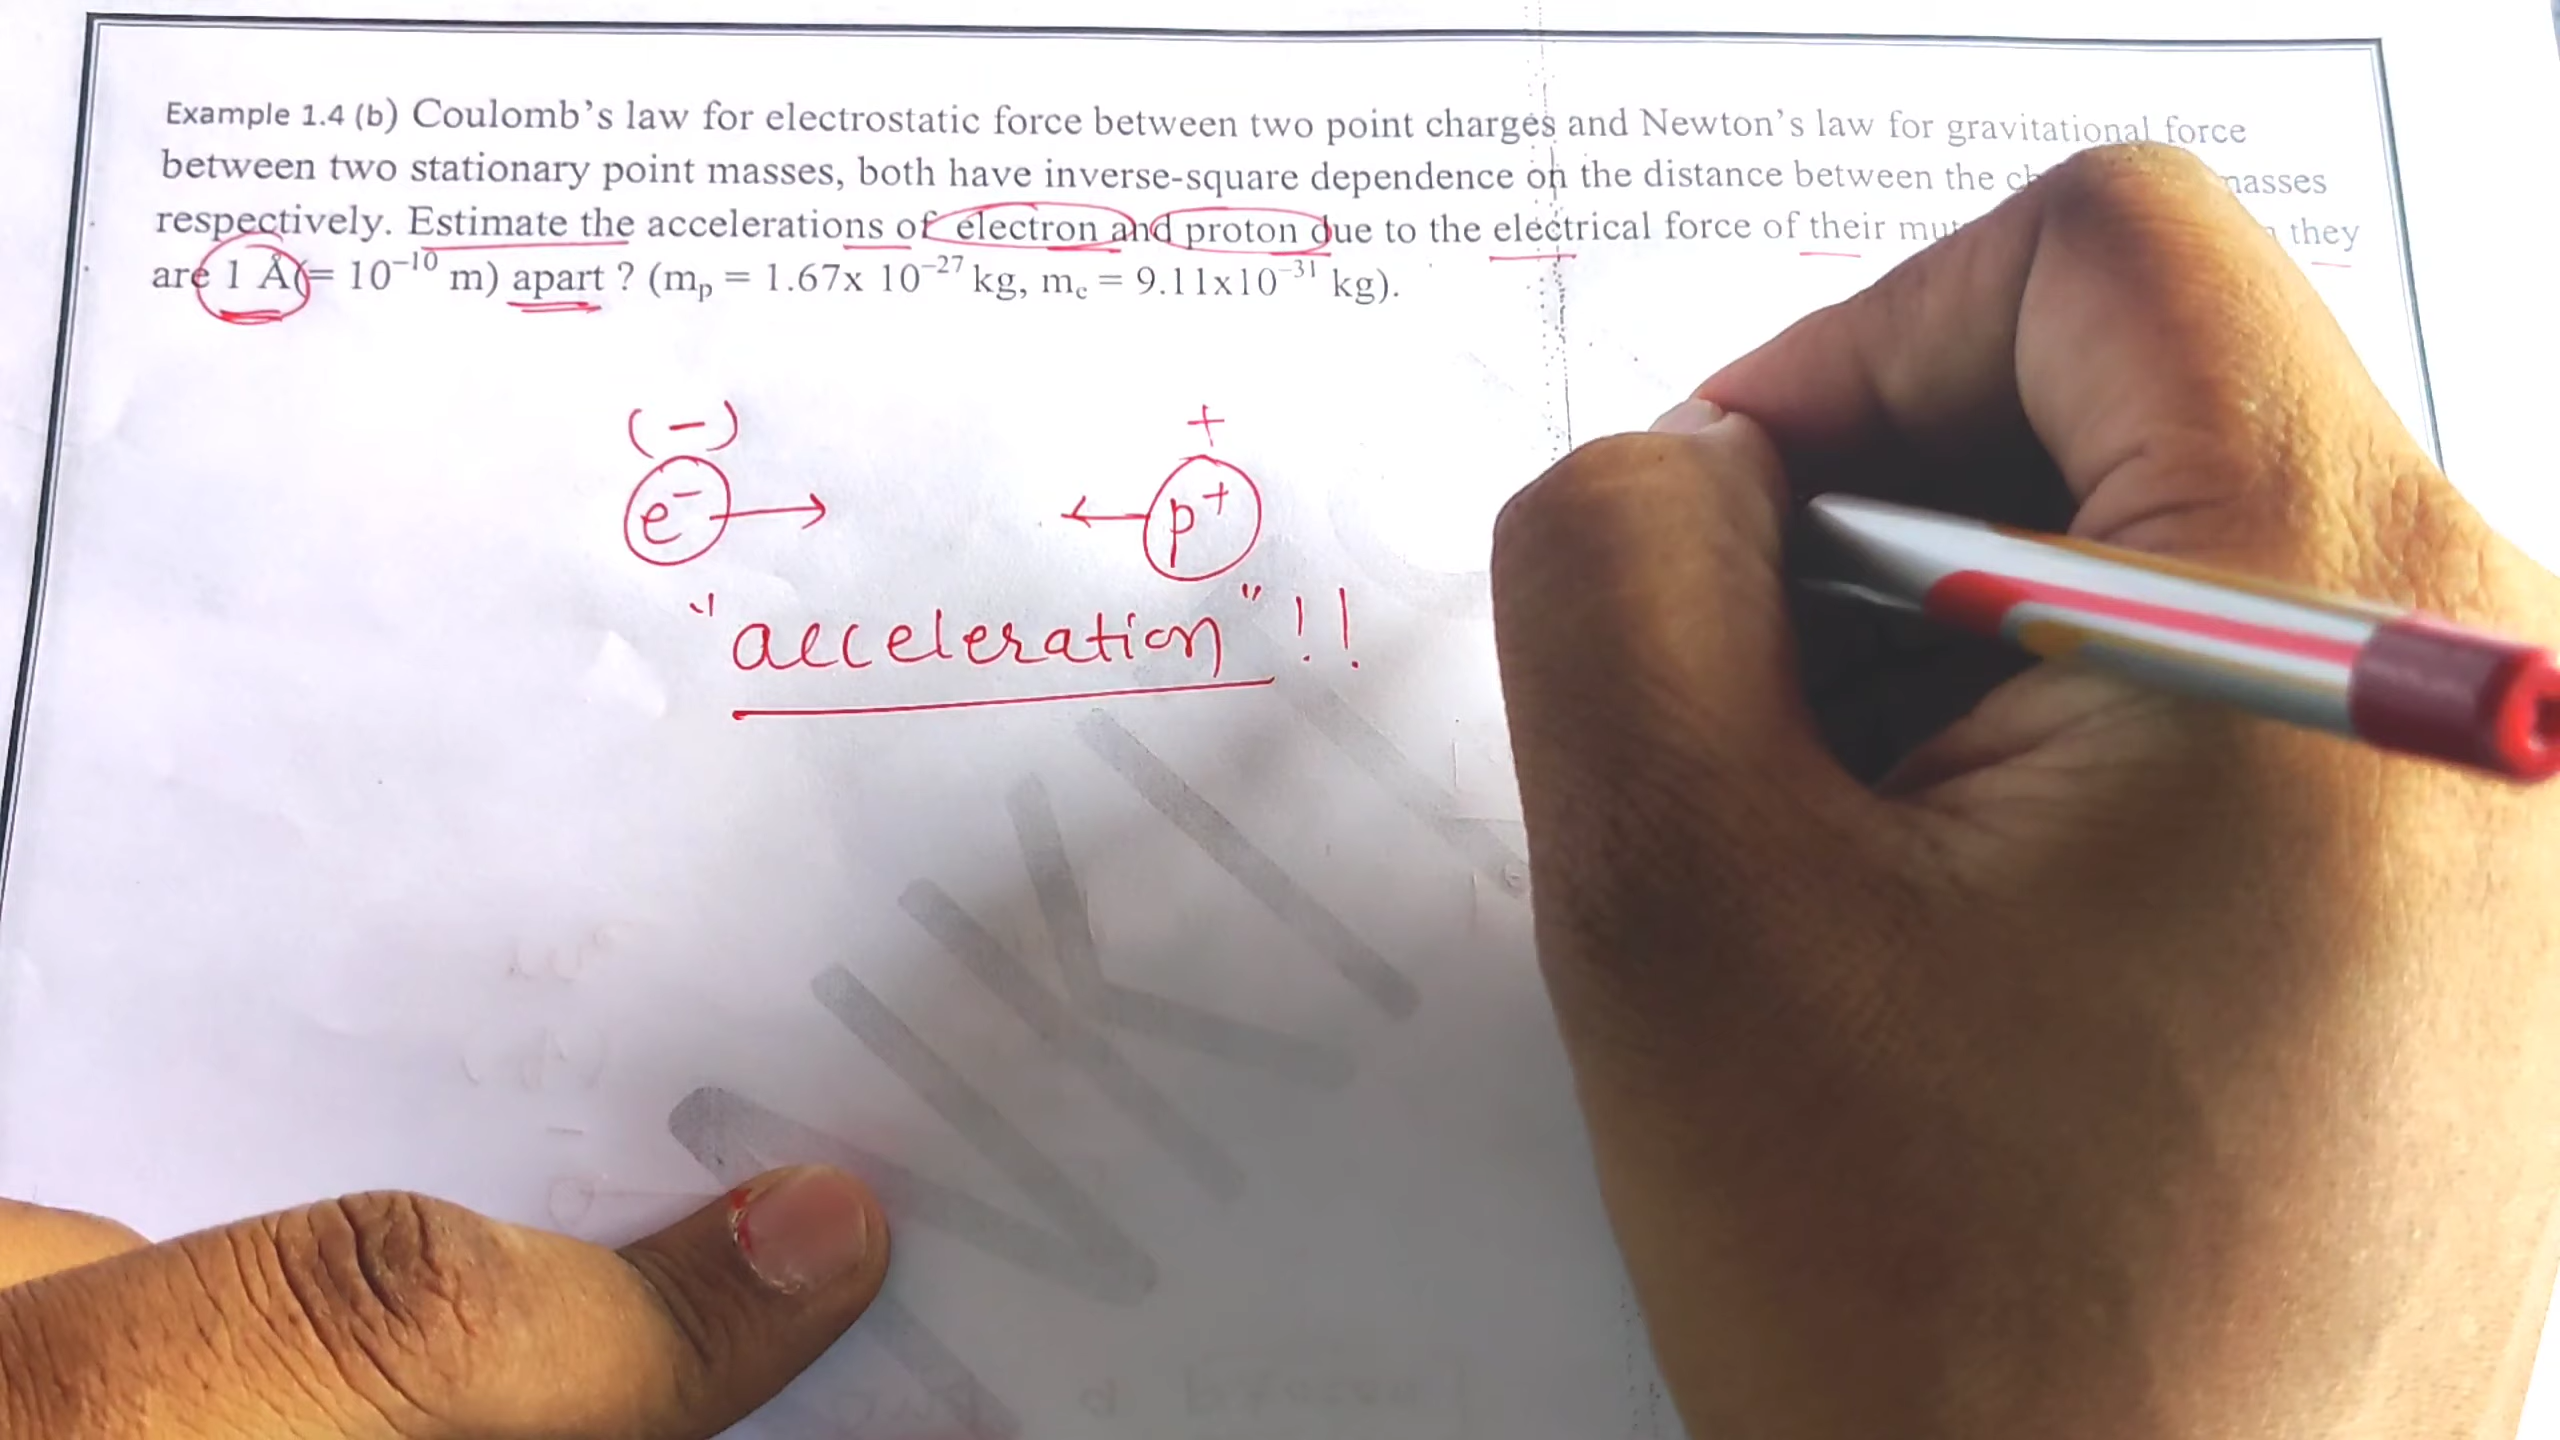 Example 1.4 (b) Coulomb's law for electrostatic force between two point charges and Newton's law for gravitational force
between two stationary point masses, both have inverse-square dependence on the distance between the masses
respectively. Estimate the accelerations of electron and proton due to the electrical force of their they
are 1 Å (= 10⁻¹⁰ m) apart ? (mₚ = 1.67x 10⁻²⁷ kg, mₑ = 9.11x10⁻³¹ kg).
(-) +
e⁻ p⁺
"acceleration" !!